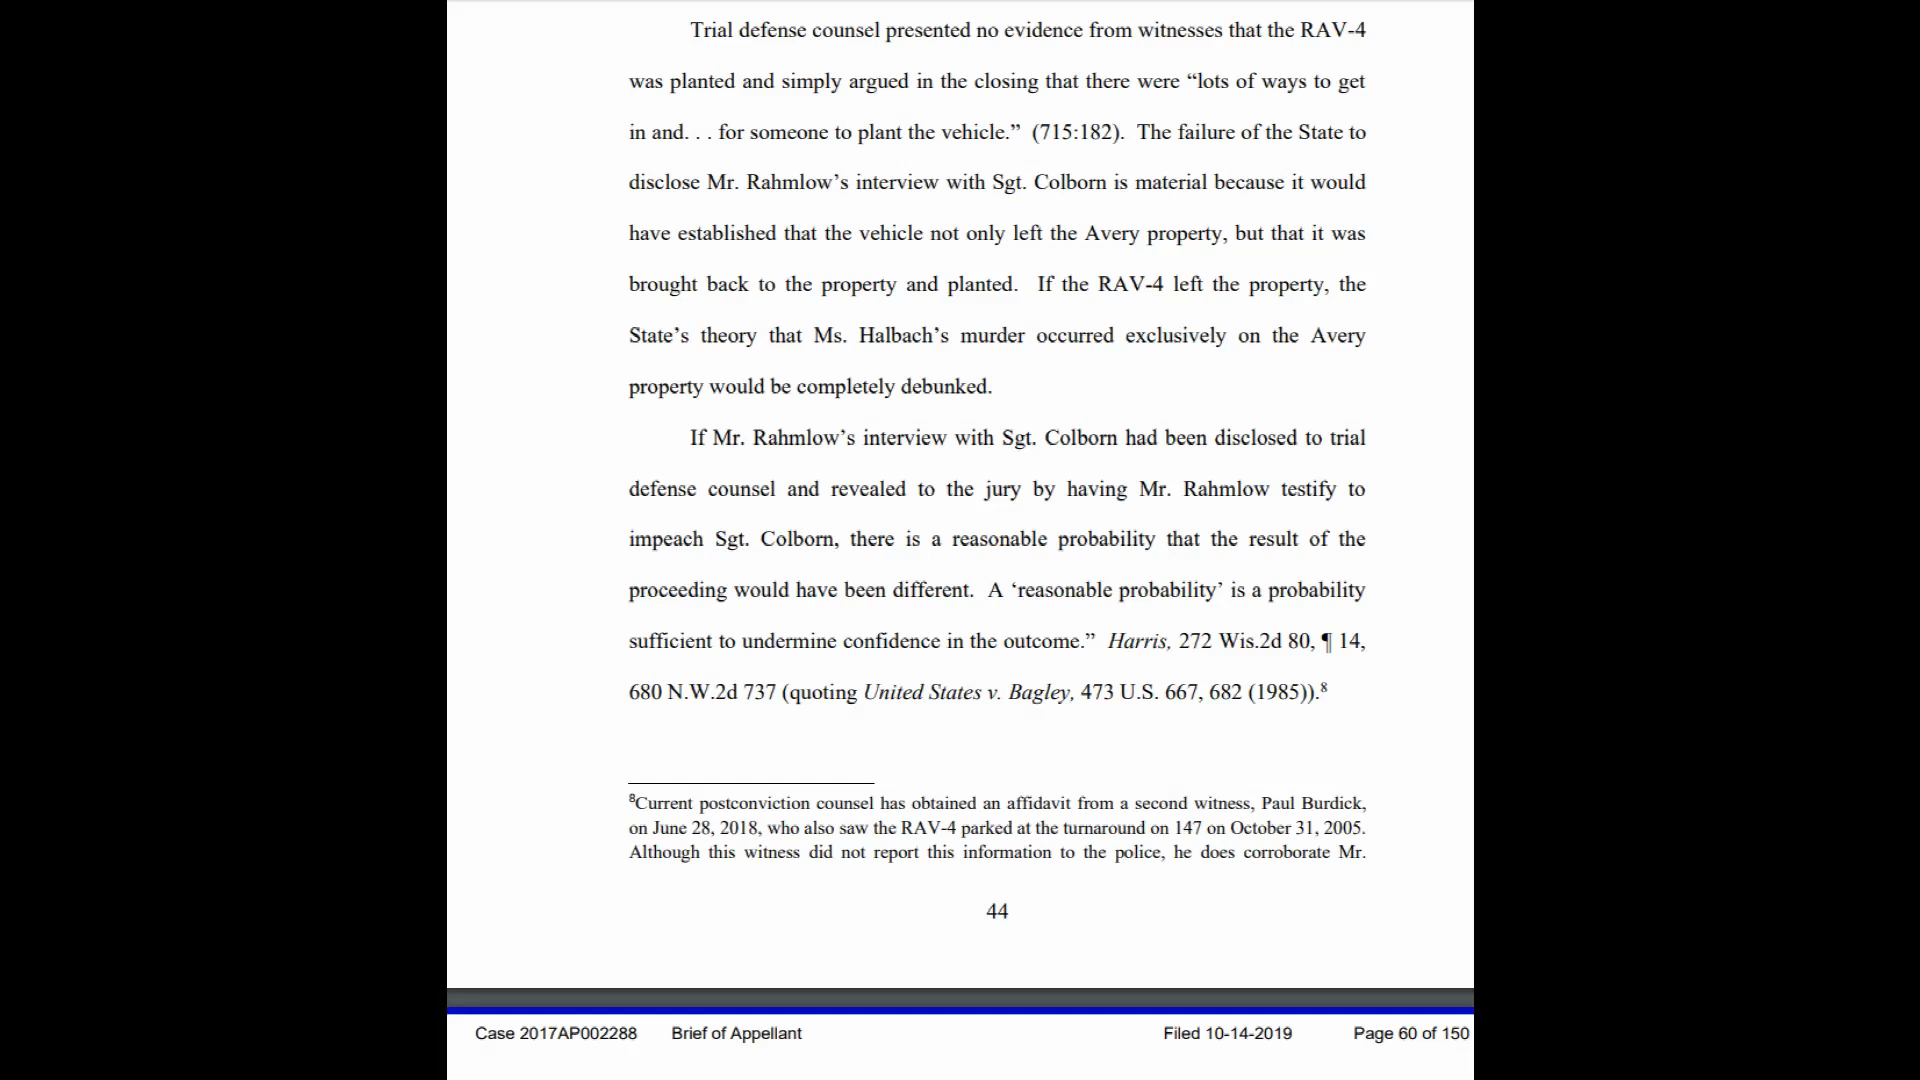 Trial defense counsel presented no evidence from witnesses that the RAV-4
was planted and simply argued in the closing that there were “lots of ways to get
in and. . . for someone to plant the vehicle.” (715:182). The failure of the State to
disclose Mr. Rahmlow’s interview with Sgt. Colborn is material because it would
have established that the vehicle not only left the Avery property, but that it was
brought back to the property and planted. If the RAV-4 left the property, the
State’s theory that Ms. Halbach’s murder occurred exclusively on the Avery
property would be completely debunked.
If Mr. Rahmlow’s interview with Sgt. Colborn had been disclosed to trial
defense counsel and revealed to the jury by having Mr. Rahmlow testify to
impeach Sgt. Colborn, there is a reasonable probability that the result of the
proceeding would have been different. A ‘reasonable probability’ is a probability
sufficient to undermine confidence in the outcome.” Harris, 272 Wis.2d 80, ¶ 14,
680 N.W.2d 737 (quoting United States v. Bagley, 473 U.S. 667, 682 (1985)).8
8Current postconviction counsel has obtained an affidavit from a second witness, Paul Burdick,
on June 28, 2018, who also saw the RAV-4 parked at the turnaround on 147 on October 31, 2005.
Although this witness did not report this information to the police, he does corroborate Mr.
44
Case 2017AP002288 Brief of Appellant Filed 10-14-2019 Page 60 of 150